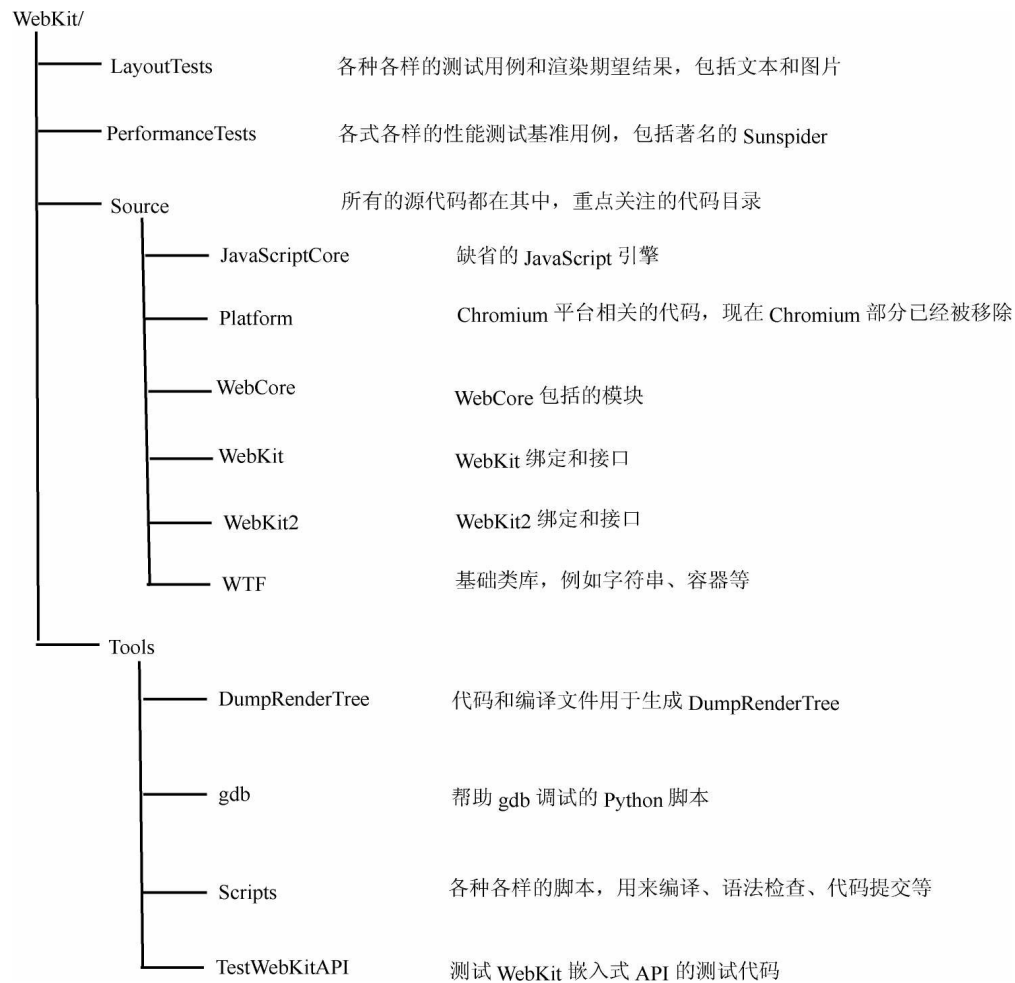 WebKit/
LayoutTests 各种各样的测试用例和渲染期望结果，包括文本和图片
PerformanceTests 各式各样的性能测试基准用例，包括著名的 Sunspider
Source 所有的源代码都在其中，重点关注的代码目录
JavaScriptCore 缺省的 JavaScript 引擎
Platform Chromium 平台相关的代码，现在 Chromium 部分已经被移除
WebCore WebCore 包括的模块
WebKit WebKit 绑定和接口
WebKit2 WebKit2 绑定和接口
WTF 基础类库，例如字符串、容器等
Tools
DumpRenderTree 代码和编译文件用于生成 DumpRenderTree
gdb 帮助 gdb 调试的 Python 脚本
Scripts 各种各样的脚本，用来编译、语法检查、代码提交等
TestWebKitAPI 测试 WebKit 嵌入式 API 的测试代码